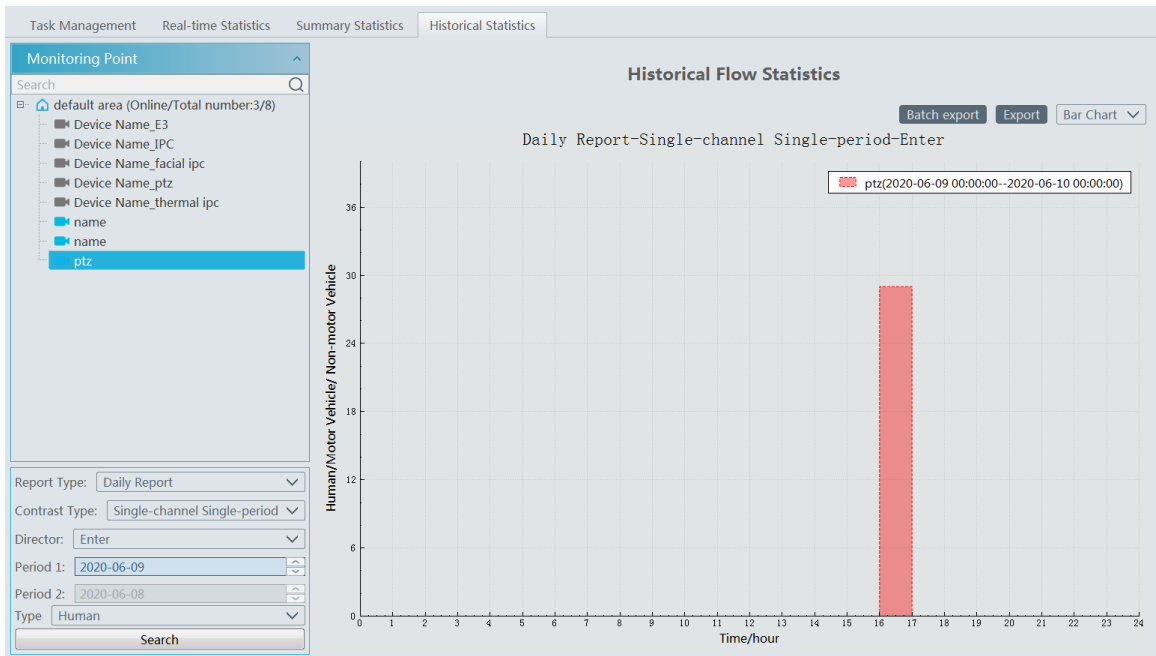 Task Management Real-time Statistics Summary Statistics Historical Statistics
Monitoring Point
Search
default area (Online/Total number:3/8)
Device Name_E3
Device Name_IPC
Device Name_facial ipc
Device Name_ptz
Device Name_thermal ipc
name
name
ptz
Report Type: Daily Report
Contrast Type: Single-channel Single-period
Director: Enter
Period 1: 2020-06-09
Period 2: 2020-06-08
Type Human
Search
Historical Flow Statistics
Batch export Export Bar Chart
Daily Report-Single-channel Single-period-Enter
ptz(2020-06-09 00:00:00--2020-06-10 00:00:00)
Human/Motor Vehicle/ Non-motor Vehicle
36
30
24
18
12
6
0
0 1 2 3 4 5 6 7 8 9 10 11 12 13 14 15 16 17 18 19 20 21 22 23 24
Time/hour